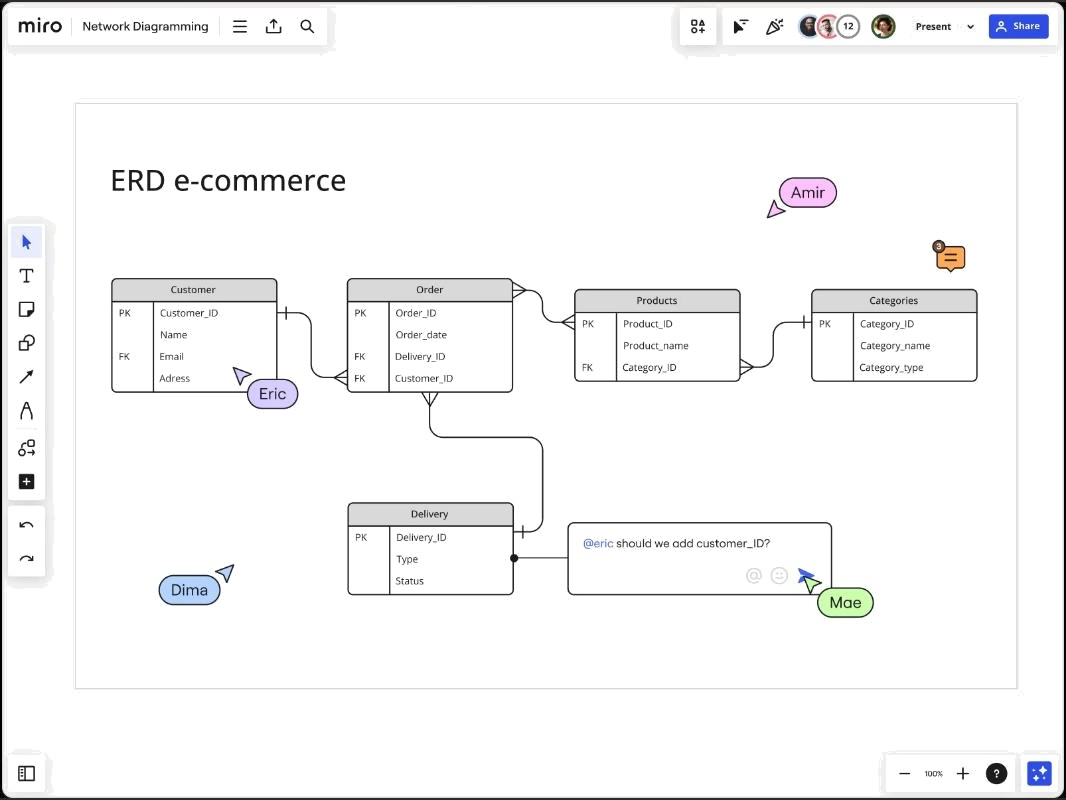 miro
Network Diagramming
12
Present
Share
ERD e-commerce
Amir
3
Customer
PK Customer_ID
Name
FK Email
Adress
Eric
Order
PK Order_ID
Order_date
FK Delivery_ID
FK Customer_ID
Products
PK Product_ID
Product_name
FK Category_ID
Categories
PK Category_ID
Category_name
Category_type
T
Delivery
PK Delivery_ID
Type
Status
@eric should we add customer_ID?
@
Dima
Mae
100%
?